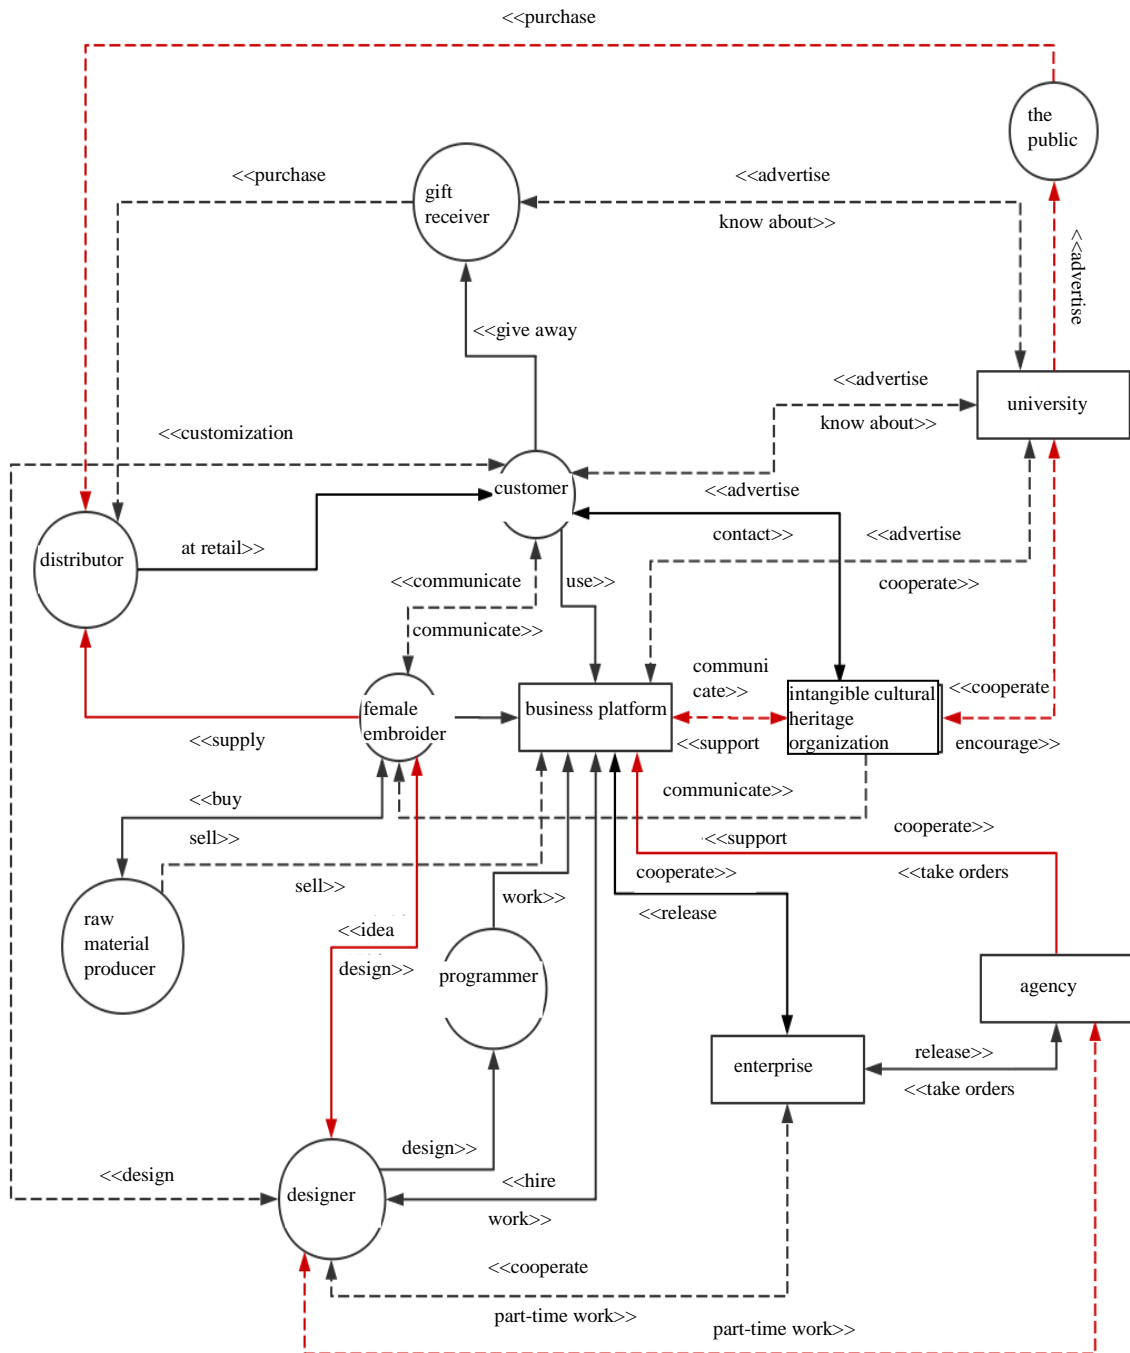 <<purchase
the
public
<<purchase
gift
receiver
<<advertise
know about>>
<<advertise
<<give away
<<advertise
university
know about>>
<<customization
customer
<<advertise
at retail>>
contact>>
<<advertise
distributor
<<communicate
use>>
cooperate>>
communicate>>
communi
cate>>
female
embroider
business platform
intangible cultural
heritage
organization
<<cooperate
<<supply
<<support
encourage>>
<<buy
communicate>>
sell>>
<<support
cooperate>>
sell>>
cooperate>>
<<take orders
work>>
raw
material
producer
<<idea
<<release
design>>
programmer
agency
enterprise
release>>
<<take orders
design>>
<<design
designer
<<hire
work>>
<<cooperate
part-time work>>
part-time work>>